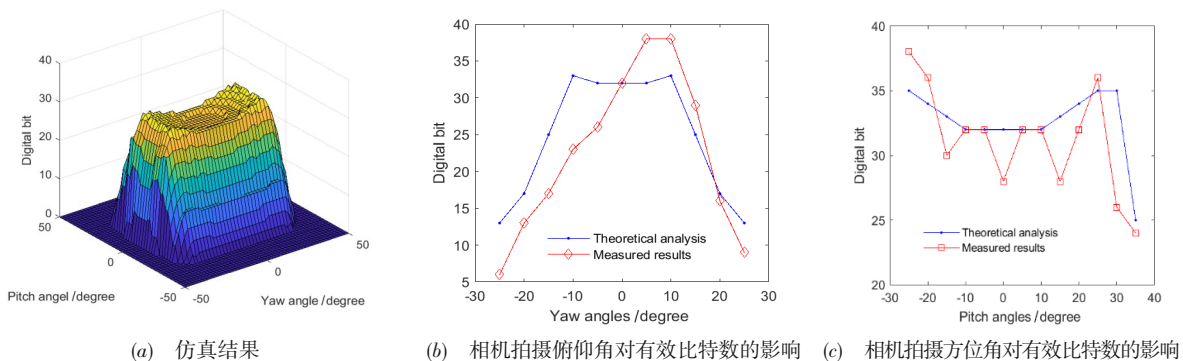 40
30
20
10
0
Digital bit
50
0
-50
Pitch angel /degree
-50
0
50
Yaw angle /degree
(a) 仿真结果
40
35
30
25
20
15
10
5
Digital bit
Theoretical analysis
Measured results
-30 -20 -10 0 10 20 30
Yaw angles /degree
(b) 相机拍摄俯仰角对有效比特数的影响
40
35
30
25
20
Digital bit
Theoretical analysis
Measured results
-30 -20 -10 0 10 20 30 40
Pitch angles /degree
(c) 相机拍摄方位角对有效比特数的影响